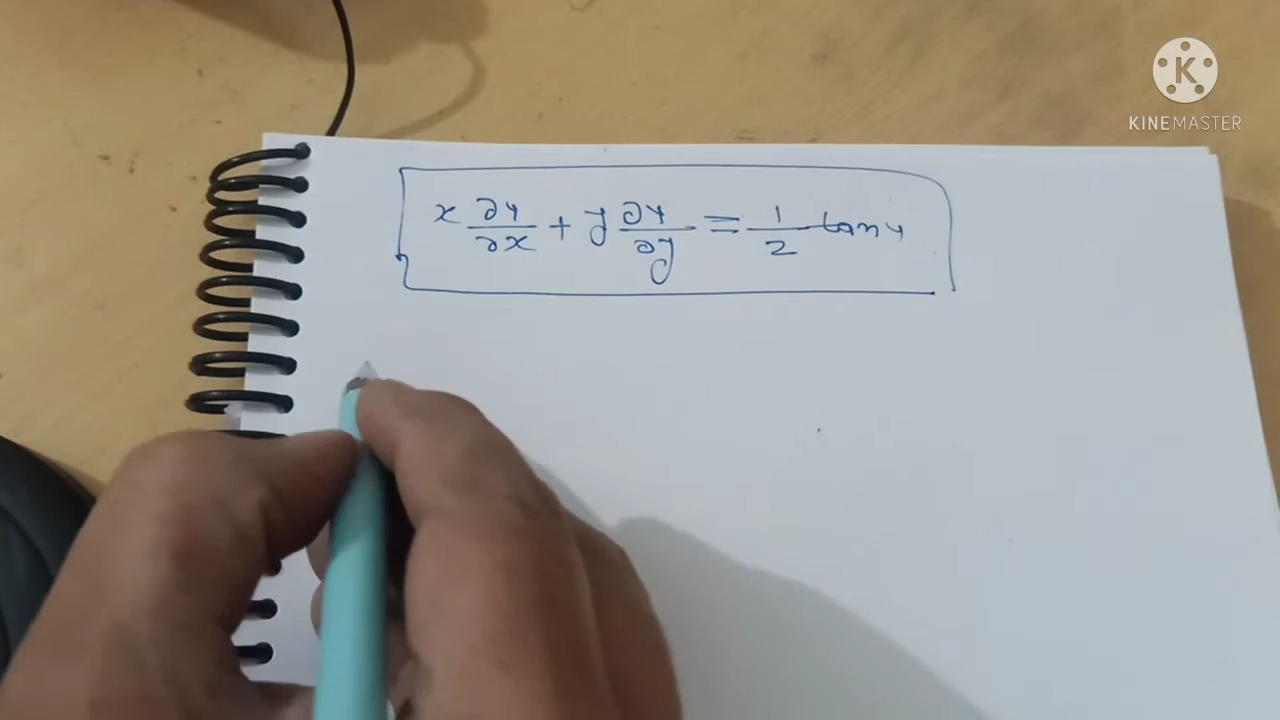 x ∂u/∂x + y ∂u/∂y = 1/2 tan u
K
KINEMASTER